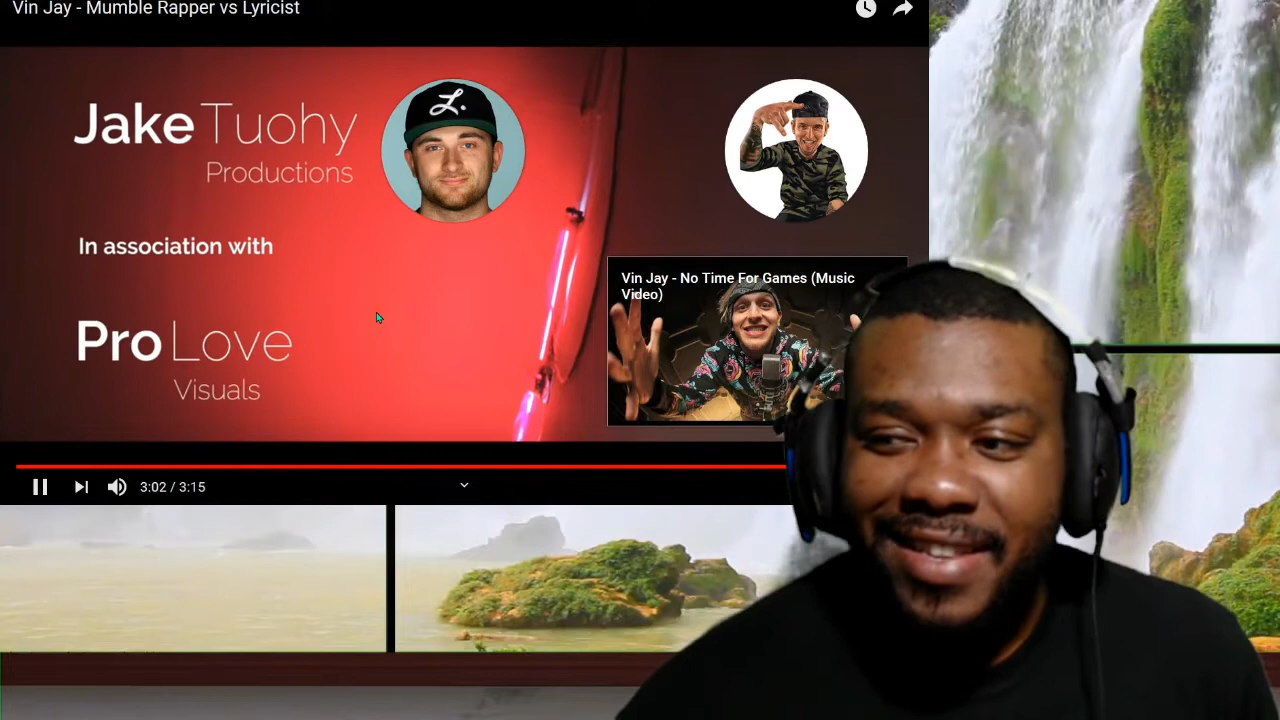 Vin Jay - Mumble Rapper vs Lyricist
Jake Tuohy
Productions
L.
In association with
Vin Jay - No Time For Games (Music
Video)
Pro Love
Visuals
3:02 / 3:15